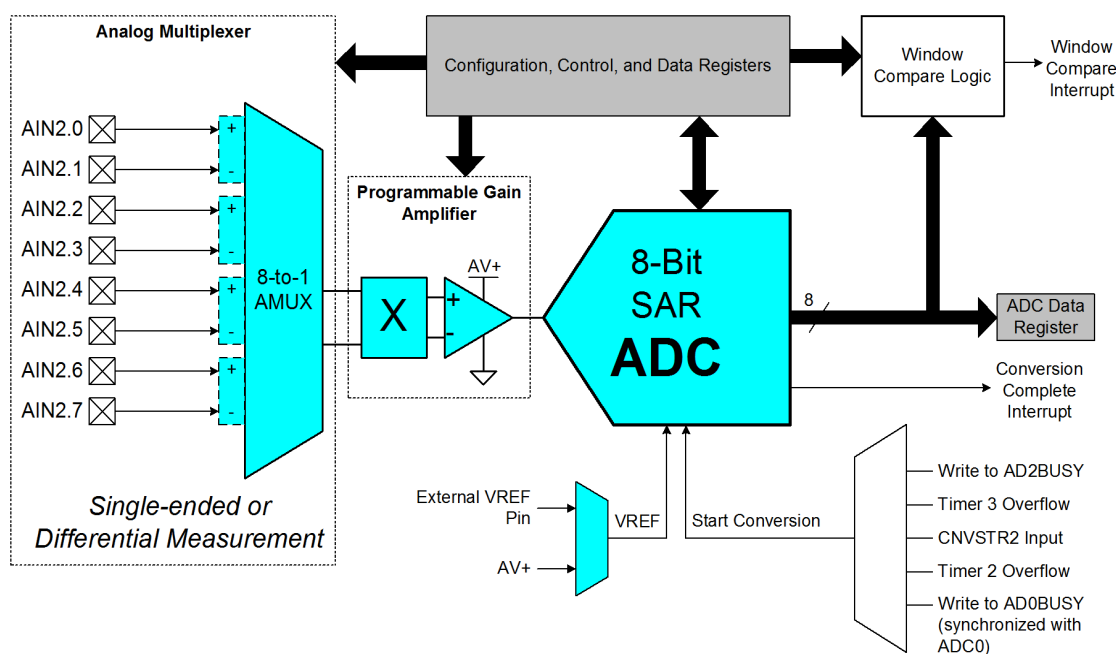 Analog Multiplexer
AIN2.0
AIN2.1
AIN2.2
AIN2.3
AIN2.4
AIN2.5
AIN2.6
AIN2.7
+
-
+
-
+
-
+
-
8-to-1
AMUX
Single-ended or
Differential Measurement
Configuration, Control, and Data Registers
Window
Compare Logic
Window
Compare
Interrupt
Programmable Gain
Amplifier
X
+
-
AV+
8-Bit
SAR
ADC
8
ADC Data
Register
Conversion
Complete
Interrupt
External VREF
Pin
AV+
VREF
Start Conversion
Write to AD2BUSY
Timer 3 Overflow
CNVSTR2 Input
Timer 2 Overflow
Write to AD0BUSY
(synchronized with
ADC0)